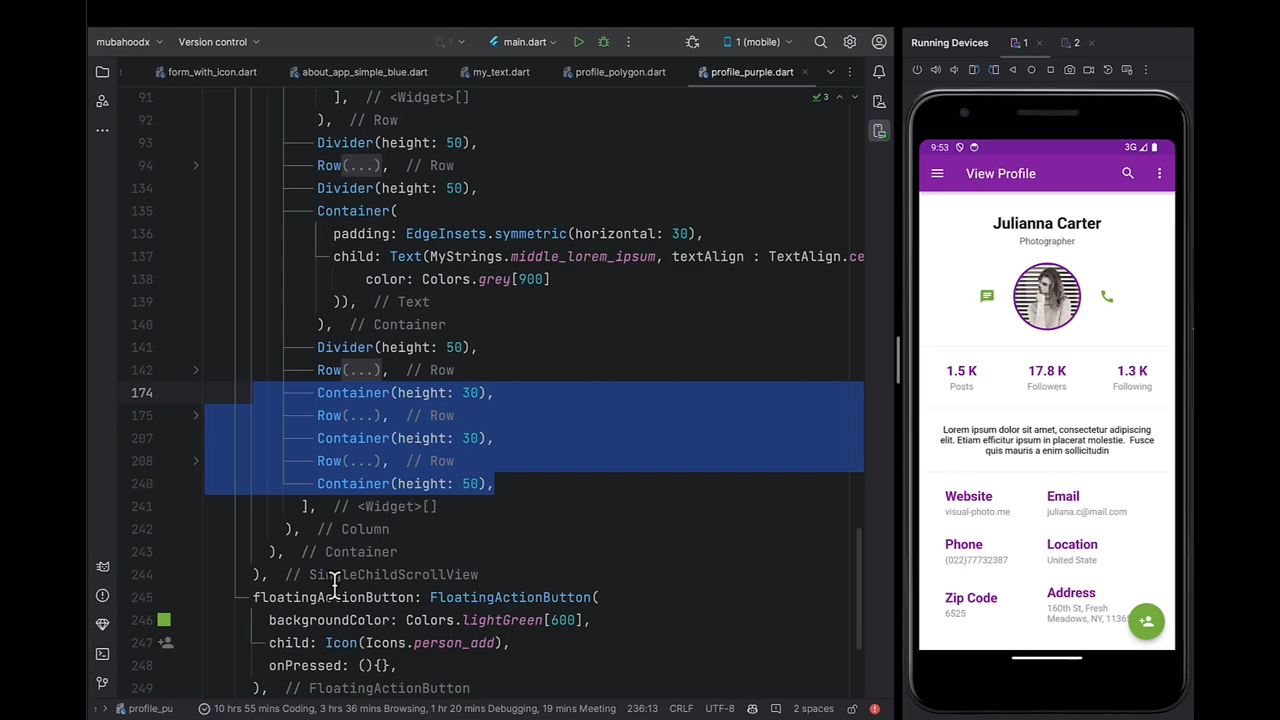 mubahoodx
Version control
1
main.dart
1 (mobile)
Running Devices
1
2
form_with_icon.dart
about_app_simple_blue.dart
my_text.dart
profile_polygon.dart
profile_purple.dart
3
91 ], // <Widget>[]
92 ), // Row
93 Divider(height: 50),
94 Row(...), // Row
134 Divider(height: 50),
135 Container(
136 padding: EdgeInsets.symmetric(horizontal: 30),
137 child: Text(MyStrings.middle_lorem_ipsum, textAlign : TextAlign.ce
138 color: Colors.grey[900]
139 )), // Text
140 ), // Container
141 Divider(height: 50),
142 Row(...), // Row
174 Container(height: 30),
175 Row(...), // Row
207 Container(height: 30),
208 Row(...), // Row
240 Container(height: 50),
241 ], // <Widget>[]
242 ), // Column
243 ), // Container
244 ), // SingleChildScrollView
245 floatingActionButton: FloatingActionButton(
246 backgroundColor: Colors.lightGreen[600],
247 child: Icon(Icons.person_add),
248 onPressed: (){},
249 ), // FloatingActionButton
profile_pu
10 hrs 55 mins Coding, 3 hrs 36 mins Browsing, 1 hr 20 mins Debugging, 19 mins Meeting
236:13
CRLF
UTF-8
2 spaces
9:53
3G
View Profile
Julianna Carter
Photographer
1.5 K
17.8 K
1.3 K
Posts
Followers
Following
Lorem ipsum dolor sit amet, consectetur adipiscing
elit. Etiam efficitur ipsum in placerat molestie. Fusce
quis mauris a enim sollicitudin
Website
Email
visual-photo.me
juliana.c@mail.com
Phone
Location
(022)77732387
United State
Zip Code
Address
6525
160th St, Fresh
Meadows, NY, 11365